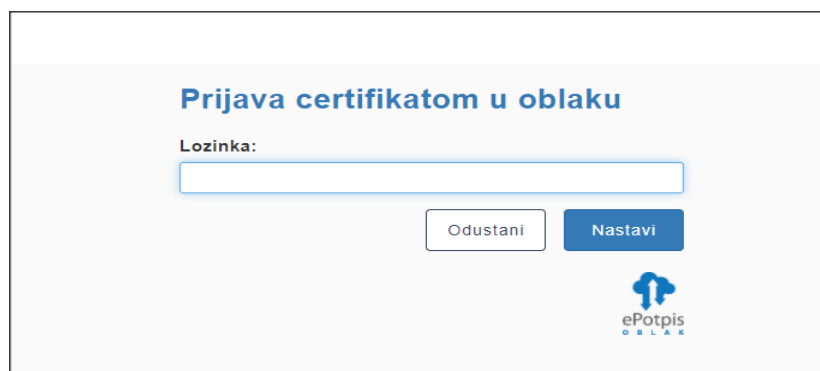 Prijava certifikatom u oblaku
Lozinka:
Odustani Nastavi
ePotpis
OBLAK